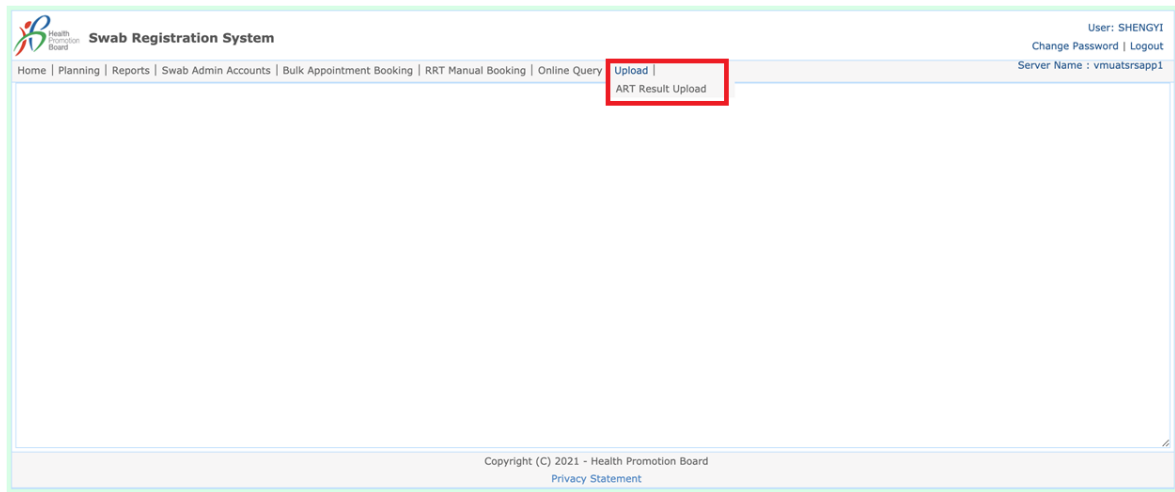 Health
Promotion
Board
Swab Registration System
User: SHENGYI
Change Password | Logout
Server Name : vmuatsrsapp1
Home | Planning | Reports | Swab Admin Accounts | Bulk Appointment Booking | RRT Manual Booking | Online Query | Upload |
ART Result Upload
Copyright (C) 2021 - Health Promotion Board
Privacy Statement